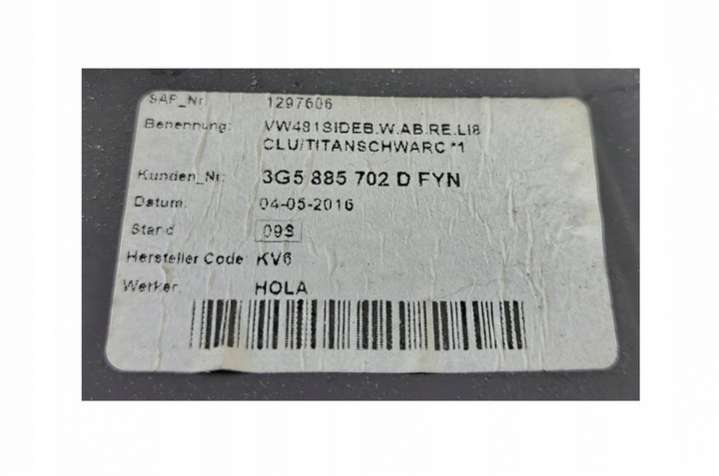 SAP_Nr. 1297606
Benennung: VW481SIDEB.W.AB.RE.LI8
CLU/TITANSCHWARC *1
Kunden_Nr: 3G5 885 702 D FYN
Datum: 04-05-2016
Stand 09S
Hersteller Code KV6
Werker: HOLA